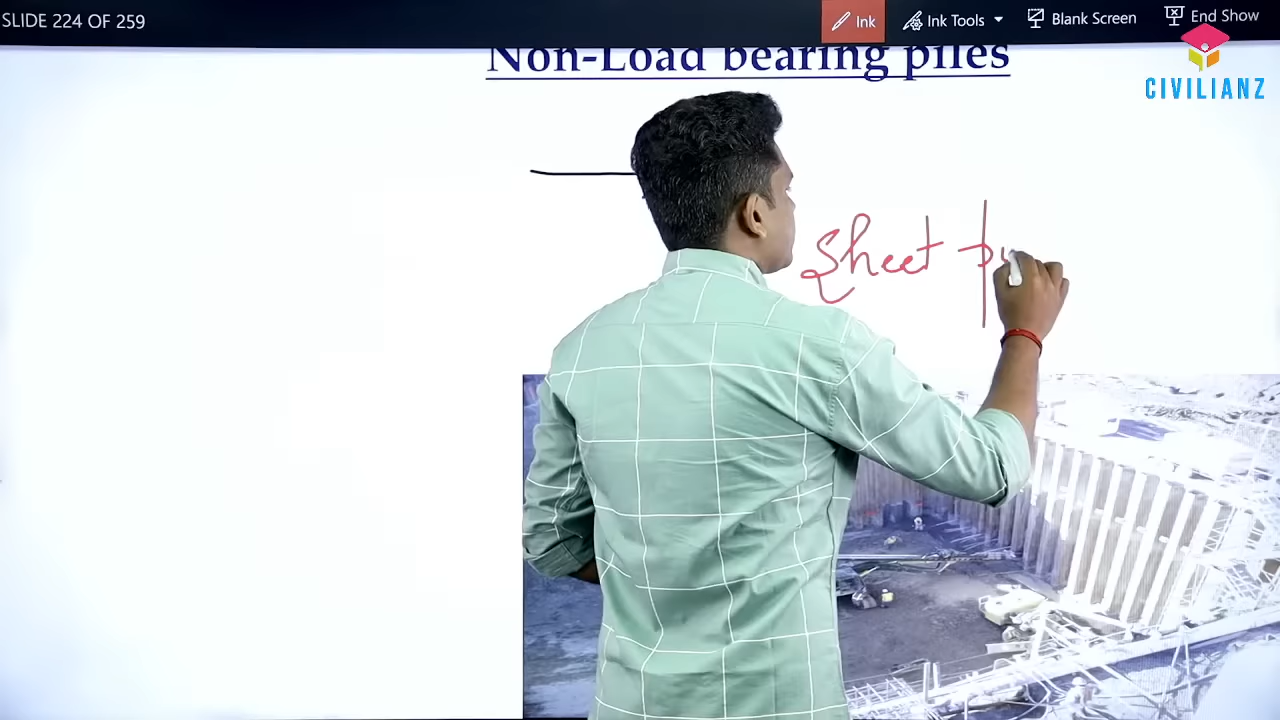 SLIDE 224 OF 259
Ink
Ink Tools
Blank Screen
End Show
CIVILIANZ
Non-Load bearing piles
Sheet